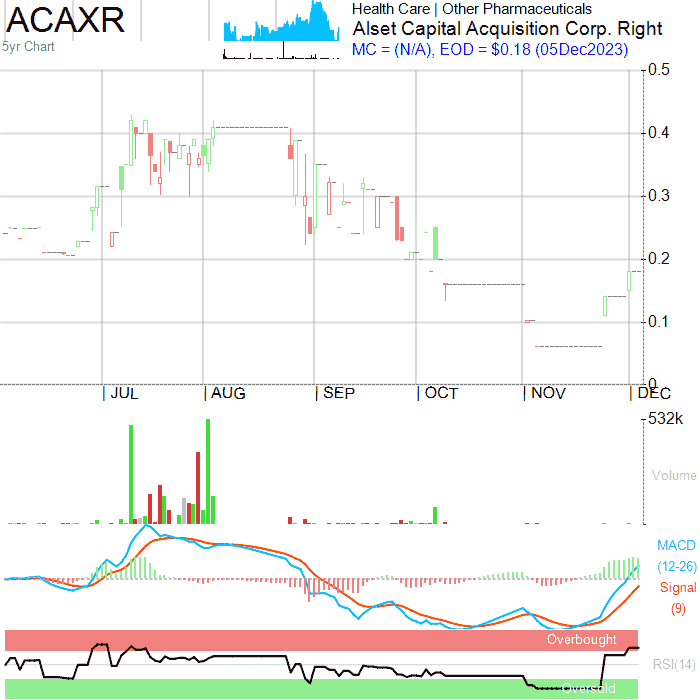 ACAXR
5yr Chart
Health Care | Other Pharmaceuticals
Alset Capital Acquisition Corp. Right
MC = (N/A), EOD = $0.18 (05Dec2023)
0.5
0.4
0.3
0.2
0.1
0
| JUL | AUG | SEP | OCT | NOV | DEC
532k
Volume
MACD
(12-26)
Signal
(9)
Overbought
RSI(14)
Oversold